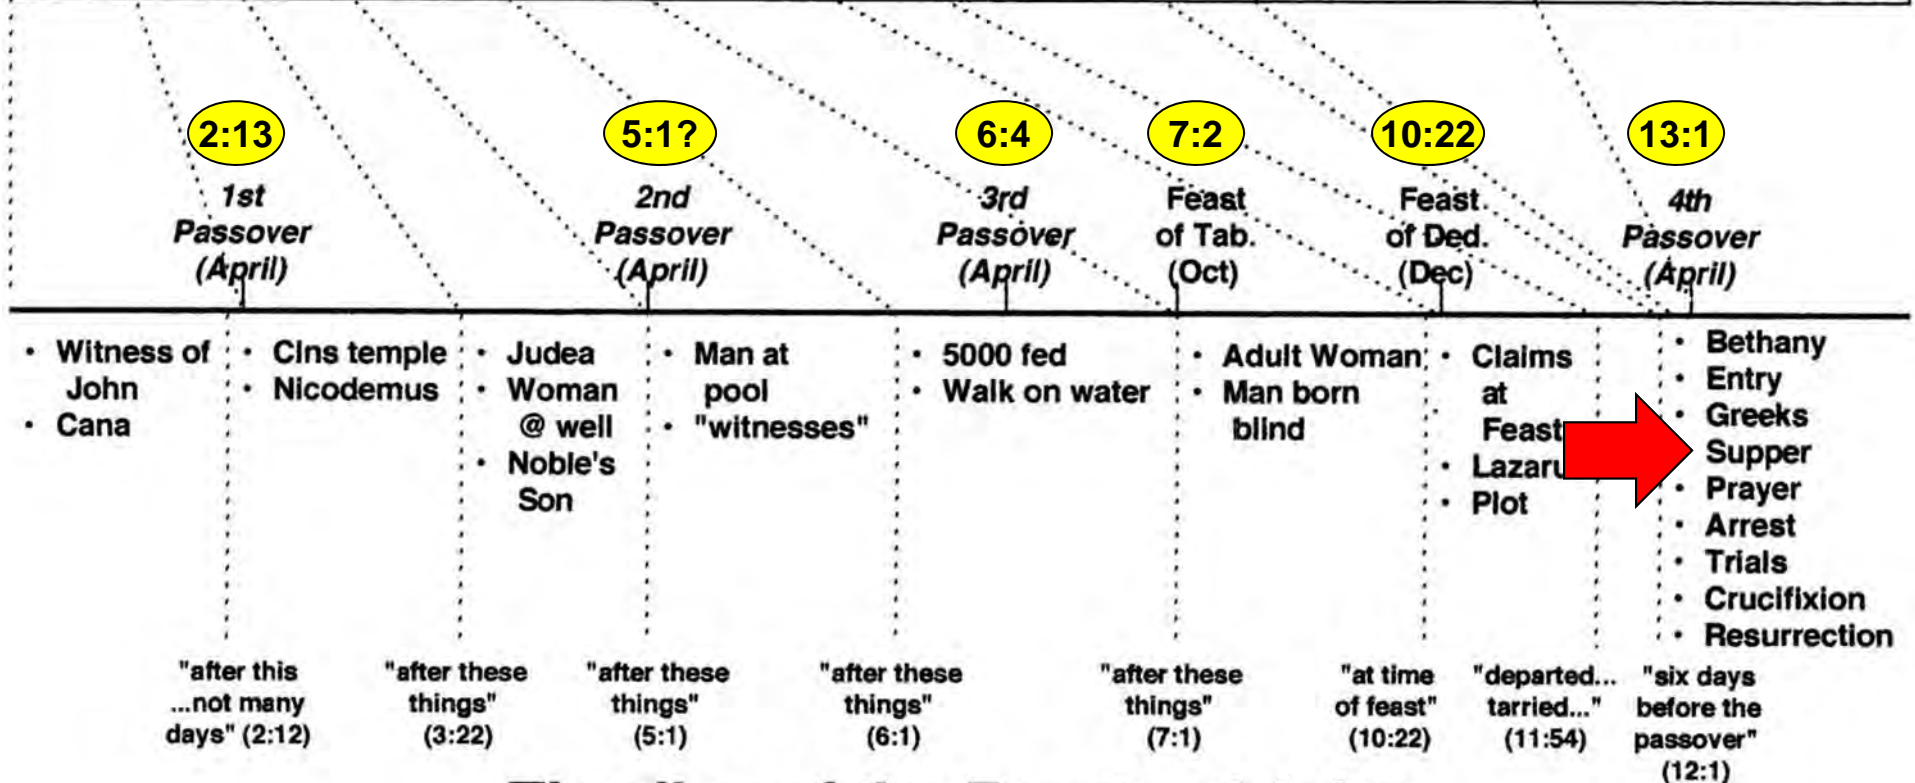 2:13
5:1?
6:4
7:2
10:22
13:1
1st
Passover
(April)
2nd
Passover
(April)
3rd
Passover
(April)
Feast
of Tab.
(Oct)
Feast
of Ded.
(Dec)
4th
Passover
(April)
• Witness of
John
• Cana
• Clns temple
• Nicodemus
• Judea
• Woman
@ well
• Noble's
Son
• Man at
pool
• "witnesses"
• 5000 fed
• Walk on water
• Adult Woman
• Man born
blind
• Claims
at
Feast
• Lazaru
• Plot
• Bethany
• Entry
• Greeks
• Supper
• Prayer
• Arrest
• Trials
• Crucifixion
• Resurrection
"after this
...not many
days" (2:12)
"after these
things"
(3:22)
"after these
things"
(5:1)
"after these
things"
(6:1)
"after these
things"
(7:1)
"at time
of feast"
(10:22)
"departed...
tarried..."
(11:54)
"six days
before the
passover"
(12:1)